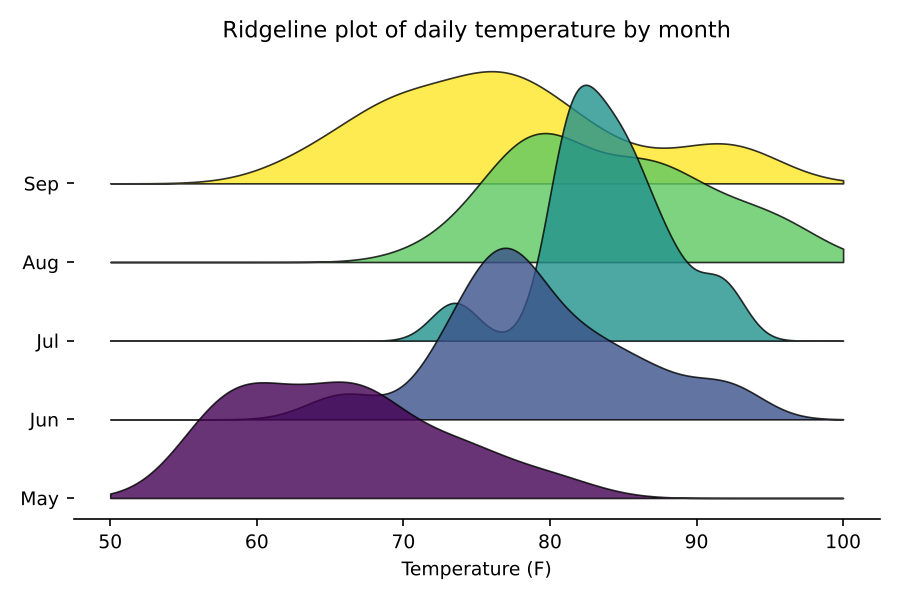 Ridgeline plot of daily temperature by month
Sep
Aug
Jul
Jun
May
50 60 70 80 90 100
Temperature (F)